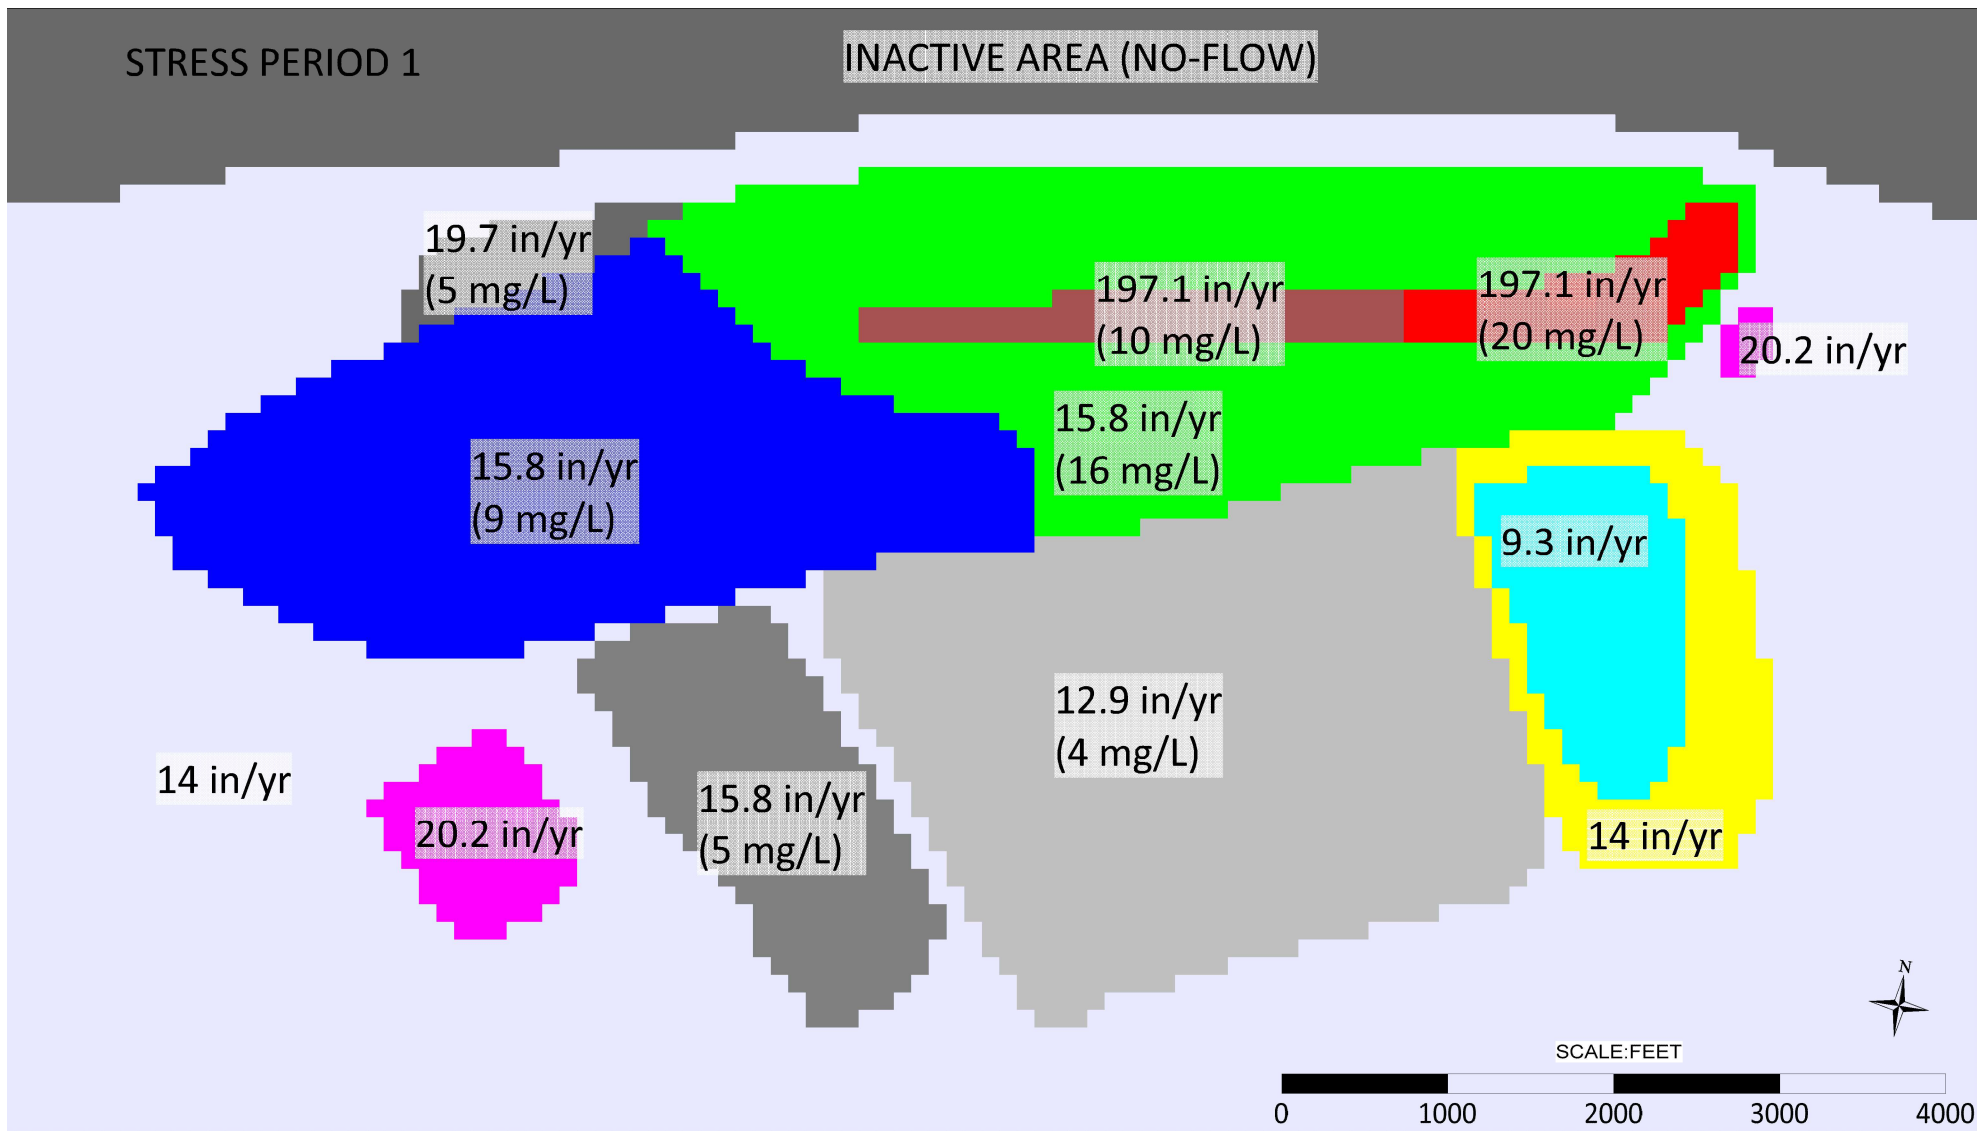 STRESS PERIOD 1
INACTIVE AREA (NO-FLOW)
19.7 in/yr
(5 mg/L)
197.1 in/yr
(10 mg/L)
197.1 in/yr
(20 mg/L)
20.2 in/yr
15.8 in/yr
(16 mg/L)
15.8 in/yr
(9 mg/L)
9.3 in/yr
12.9 in/yr
(4 mg/L)
14 in/yr
15.8 in/yr
(5 mg/L)
20.2 in/yr
14 in/yr
N
SCALE:FEET
0 1000 2000 3000 4000